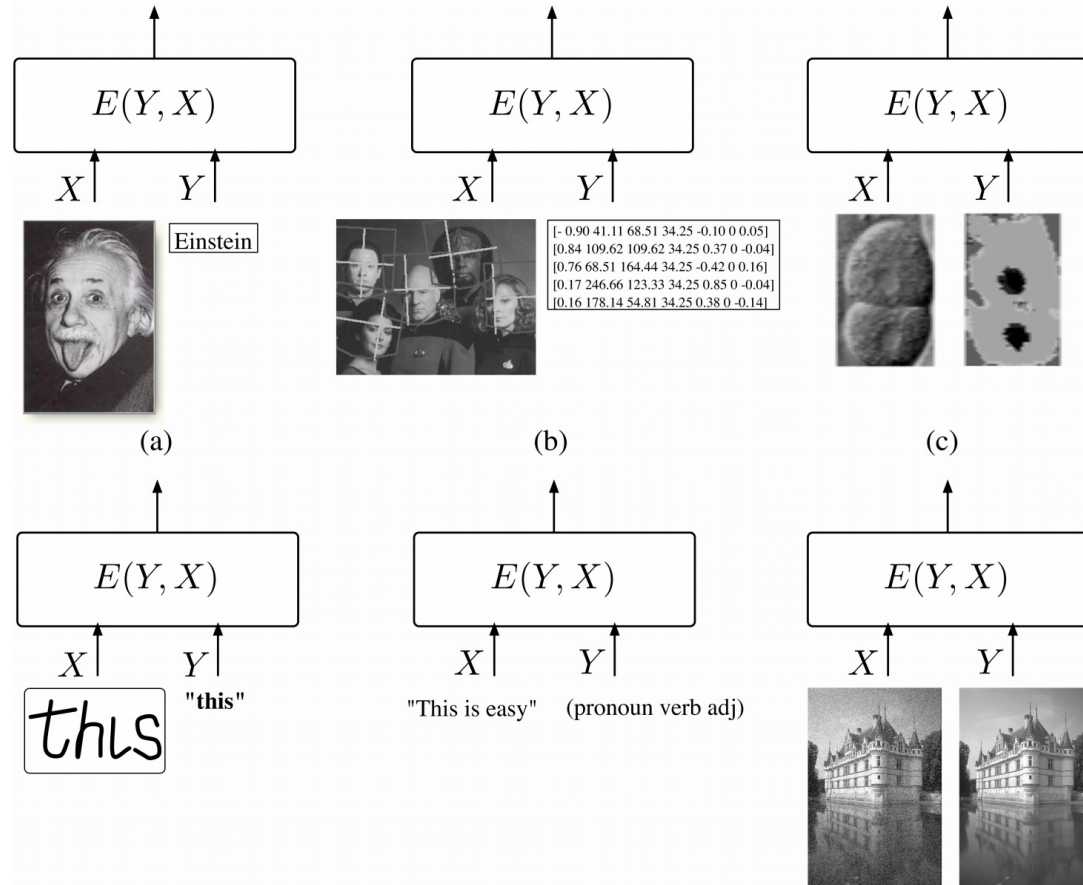 E(Y, X)
E(Y, X)
E(Y, X)
X
Y
X
Y
X
Y
Einstein
[- 0.90 41.11 68.51 34.25 -0.10 0 0.05]
[0.84 109.62 109.62 34.25 0.37 0 -0.04]
[0.76 68.51 164.44 34.25 -0.42 0 0.16]
[0.17 246.66 123.33 34.25 0.85 0 -0.04]
[0.16 178.14 54.81 34.25 0.38 0 -0.14]
(a)
(b)
(c)
E(Y, X)
E(Y, X)
E(Y, X)
X
Y
X
Y
X
Y
this
"this"
"This is easy"
(pronoun verb adj)